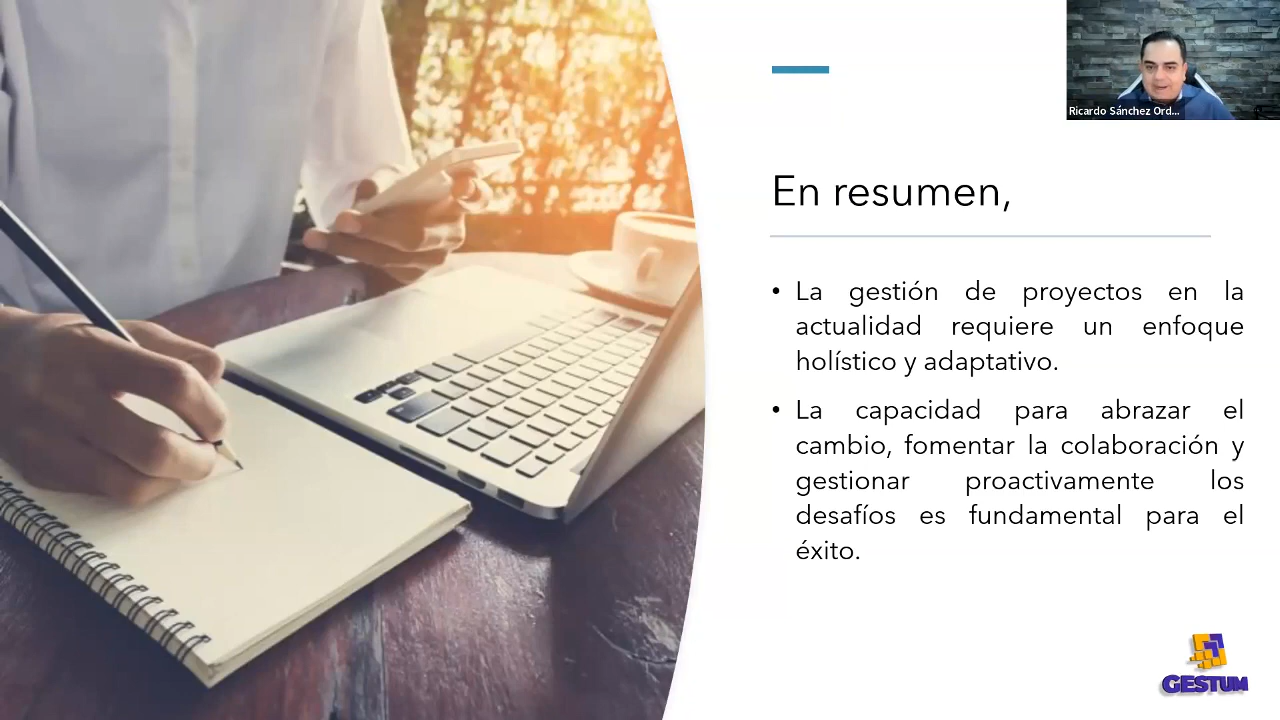 Ricardo Sánchez Ord...
En resumen,
• La gestión de proyectos en la
actualidad requiere un enfoque
holístico y adaptativo.
• La capacidad para abrazar el
cambio, fomentar la colaboración y
gestionar proactivamente los
desafíos es fundamental para el
éxito.
GESTUM